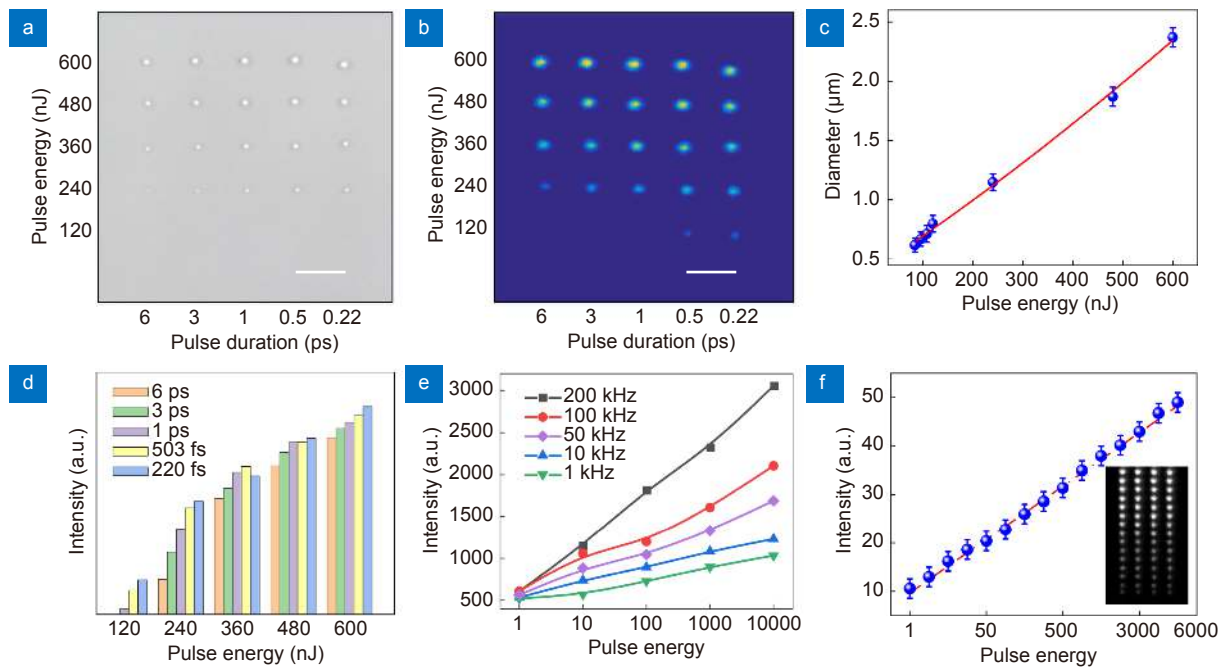 a
600
480
360
240
120
Pulse energy (nJ)
6 3 1 0.5 0.22
Pulse duration (ps)
b
600
480
360
240
120
Pulse energy (nJ)
6 3 1 0.5 0.22
Pulse duration (ps)
c
2.5
2.0
1.5
1.0
0.5
Diameter (μm)
100 200 300 400 500 600
Pulse energy (nJ)
d
6 ps
3 ps
1 ps
503 fs
220 fs
Intensity (a.u.)
120 240 360 480 600
Pulse energy (nJ)
e
3000
2500
2000
1500
1000
500
200 kHz
100 kHz
50 kHz
10 kHz
1 kHz
Intensity (a.u.)
1 10 100 1000 10000
Pulse energy
f
50
40
30
20
10
Intensity (a.u.)
1 50 500 3000 6000
Pulse energy